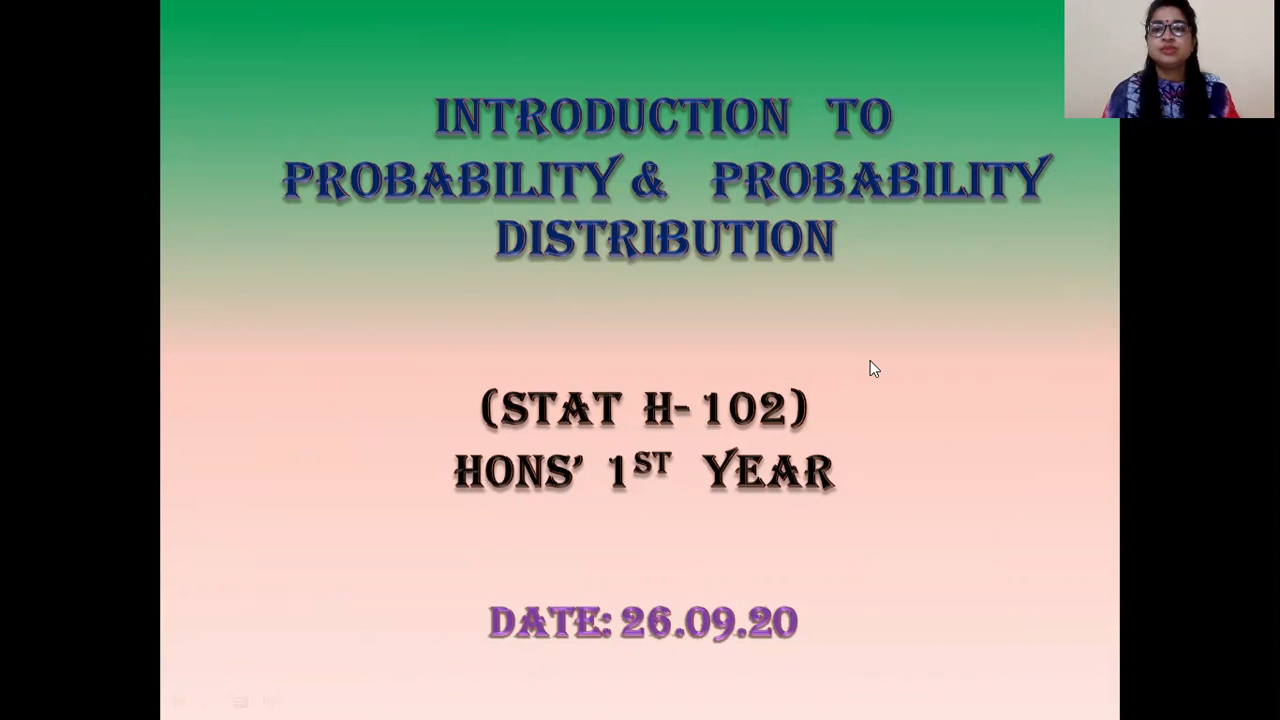 INTRODUCTION TO
PROBABILITY & PROBABILITY
DISTRIBUTION
(STAT H- 102)
HONS' 1ST YEAR
DATE: 26.09.20